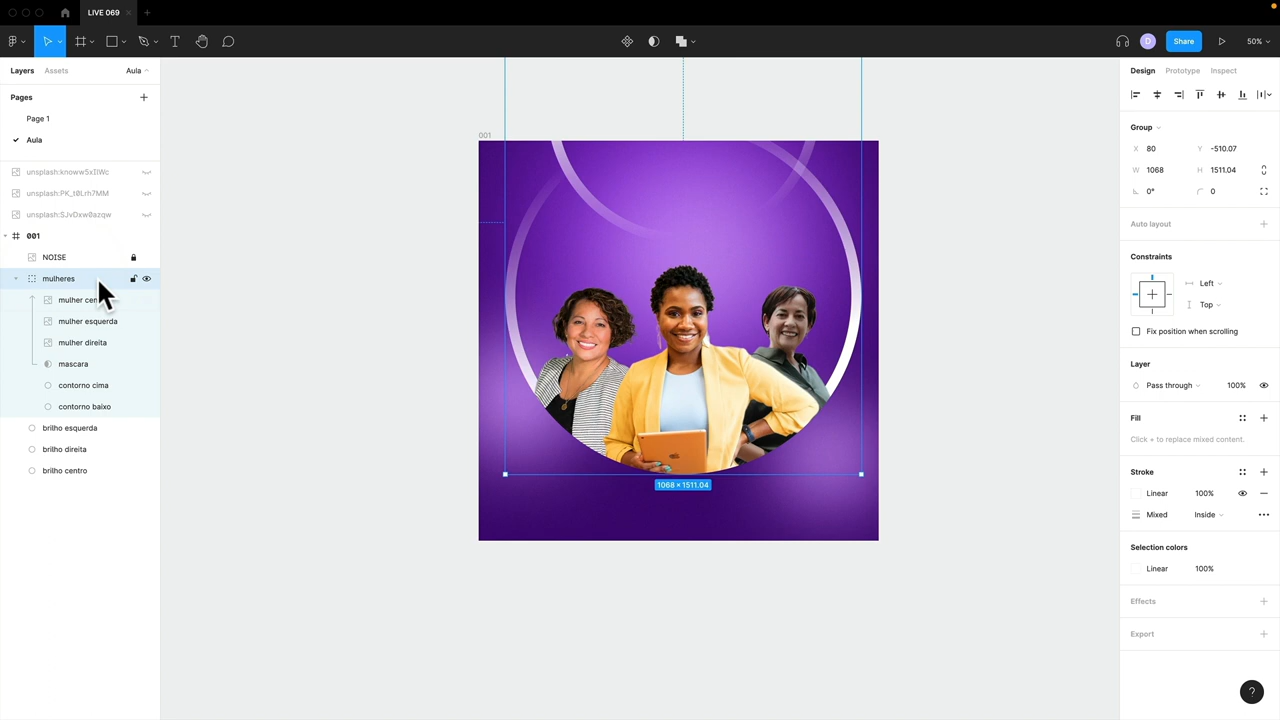 LIVE 069
Share
50%
Layers
Assets
Aula
Pages
Page 1
Aula
unsplash:knoww5xIIWc
unsplash:PK_t0Lrh7MM
unsplash:SJvDxw0azqw
001
NOISE
mulheres
mulher cen
mulher esquerda
mulher direita
mascara
contorno cima
contorno baixo
brilho esquerda
brilho direita
brilho centro
001
1068 × 1511.04
D
Design
Prototype
Inspect
Group
X 80
Y -510.07
W 1068
H 1511.04
0°
0
Auto layout
Constraints
Left
Top
Fix position when scrolling
Layer
Pass through
100%
Fill
Click + to replace mixed content.
Stroke
Linear
100%
Mixed
Inside
Selection colors
Linear
100%
Effects
Export
?